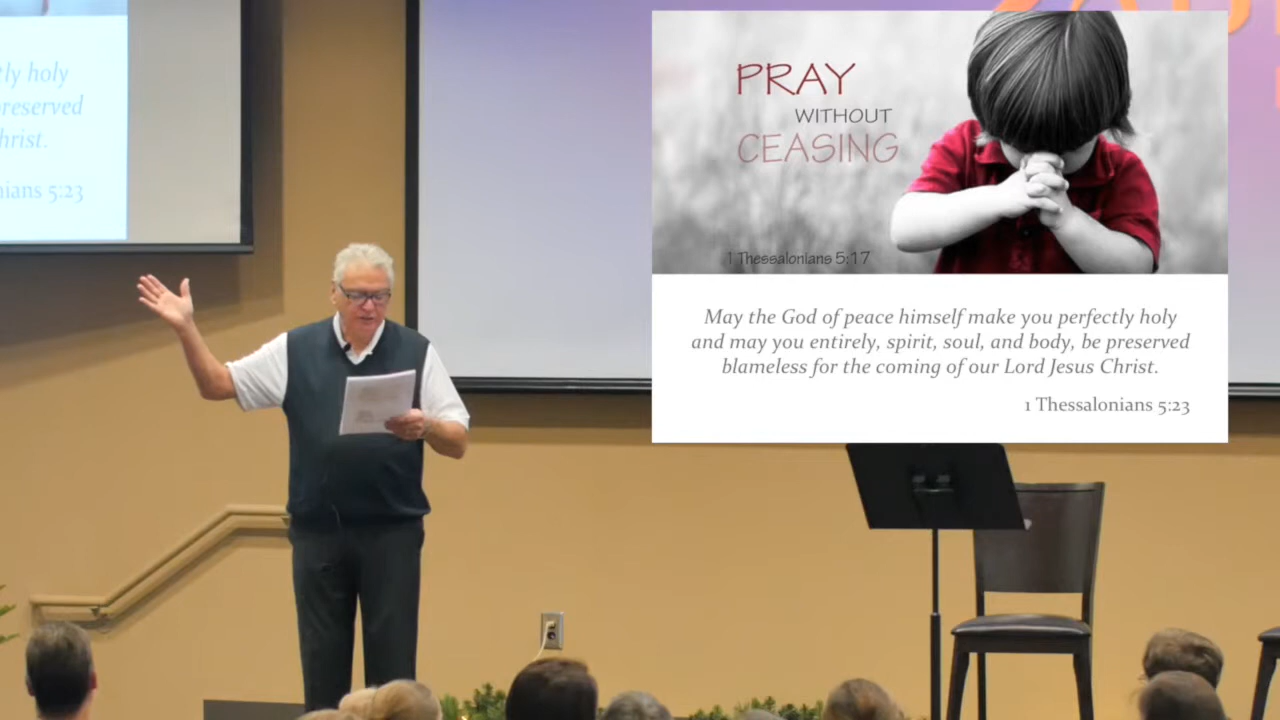 tly holy
reserved
hrist.
ians 5:23
PRAY
WITHOUT
CEASING
1 Thessalonians 5:17
May the God of peace himself make you perfectly holy
and may you entirely, spirit, soul, and body, be preserved
blameless for the coming of our Lord Jesus Christ.
1 Thessalonians 5:23